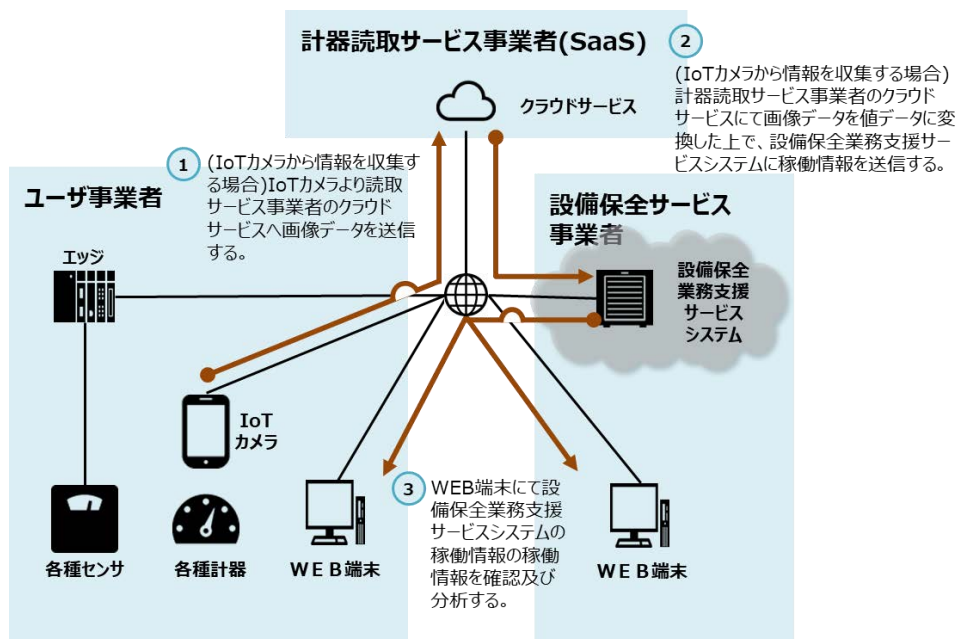 計器読取サービス事業者(SaaS)
クラウドサービス
2
(IoTカメラから情報を収集する場合)
計器読取サービス事業者のクラウド
サービスにて画像データを値データに変
換した上で、設備保全業務支援サー
ビスシステムに稼働情報を送信する。
1
(IoTカメラから情報を収集す
る場合)IoTカメラより読取
サービス事業者のクラウド
サービスへ画像データを送信
する。
ユーザ事業者
エッジ
IoT
カメラ
各種センサ
各種計器
WEB端末
設備保全サービス
事業者
設備保全
業務支援
サービス
システム
3
WEB端末にて設
備保全業務支援
サービスシステムの
稼働情報の稼働
情報を確認及び
分析する。
WEB端末